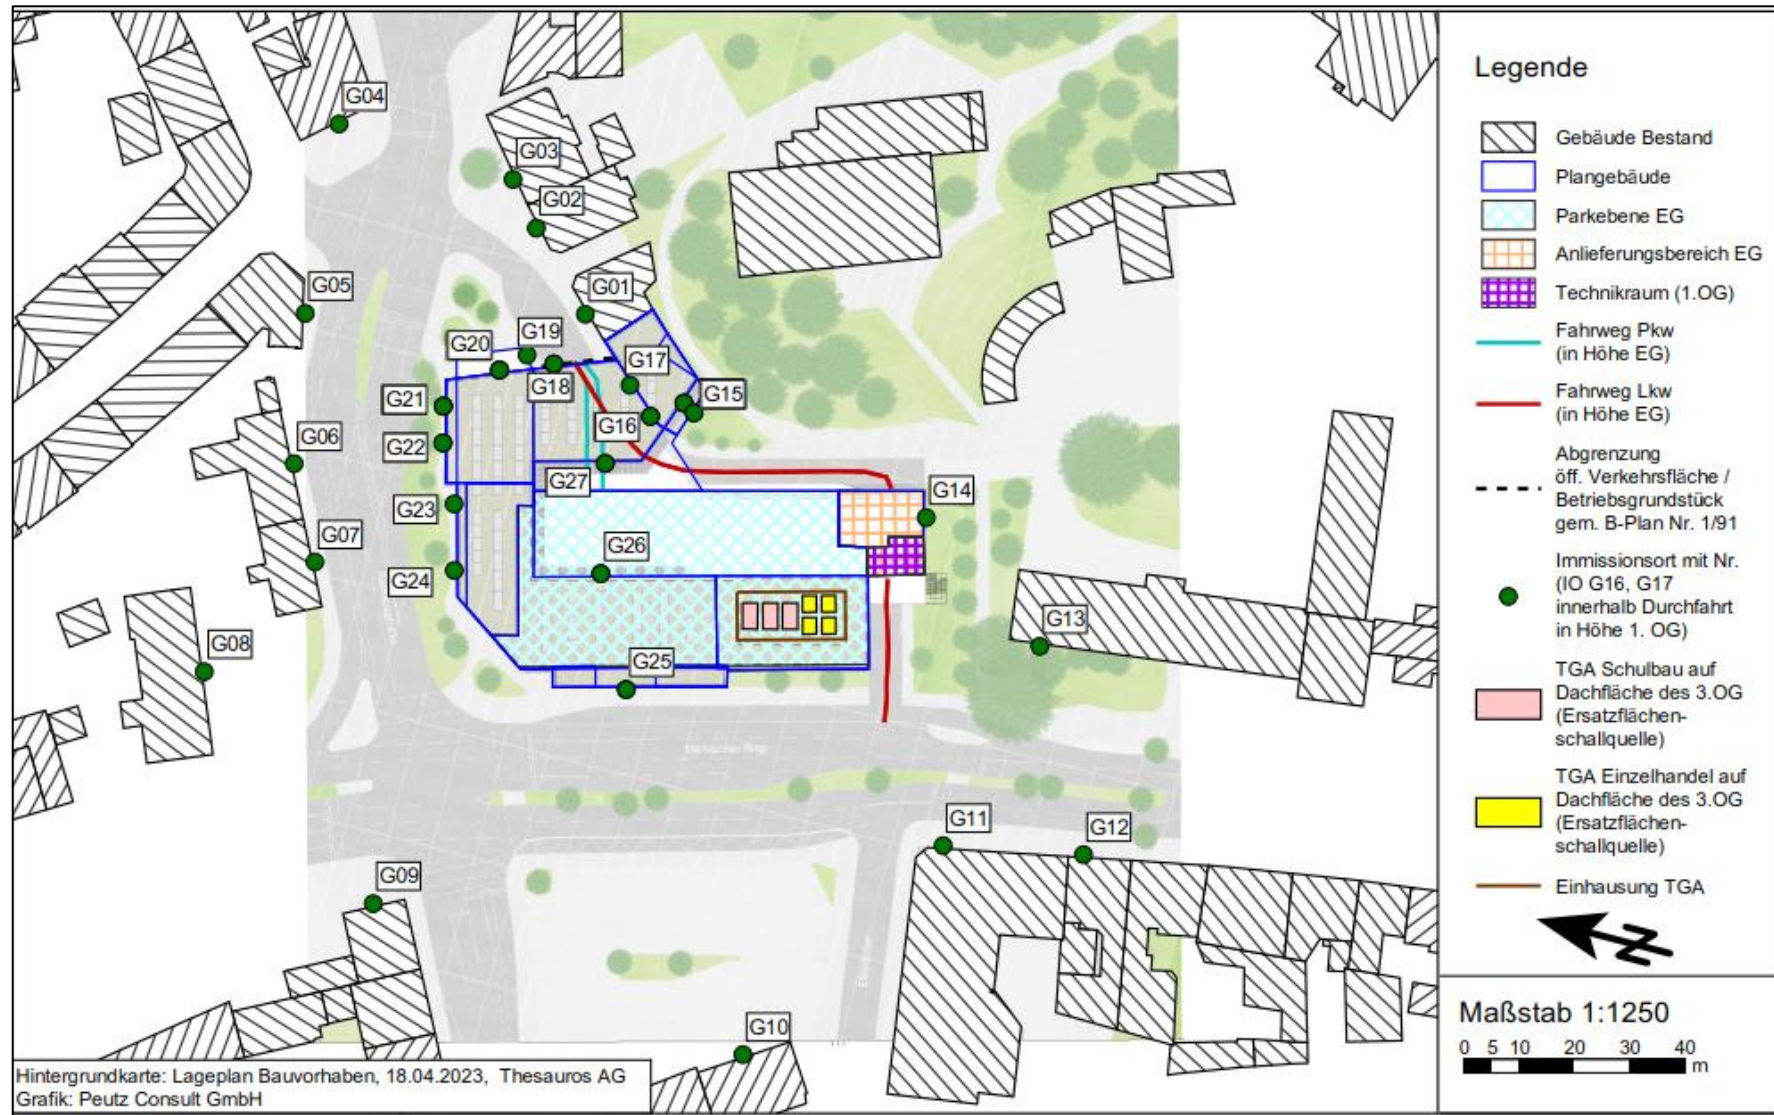 G04
G03
G02
G01
G05
G19
G20
G17
G18
G15
G21
G16
G22
G06
G27
G14
G23
G07
G26
G24
G13
G08
G25
Märkischer Ring
G11
G12
G09
G10
Hintergrundkarte: Lageplan Bauvorhaben, 18.04.2023, Thesauros AG
Grafik: Peutz Consult GmbH
Legende
Gebäude Bestand
Plangebäude
Parkebene EG
Anlieferungsbereich EG
Technikraum (1.OG)
Fahrweg Pkw
(in Höhe EG)
Fahrweg Lkw
(in Höhe EG)
Abgrenzung
öff. Verkehrsfläche /
Betriebsgrundstück
gem. B-Plan Nr. 1/91
Immissionsort mit Nr.
(IO G16, G17
innerhalb Durchfahrt
in Höhe 1. OG)
TGA Schulbau auf
Dachfläche des 3.OG
(Ersatzflächen-
schallquelle)
TGA Einzelhandel auf
Dachfläche des 3.OG
(Ersatzflächen-
schallquelle)
Einhausung TGA
N
Maßstab 1:1250
0 5 10 20 30 40
m